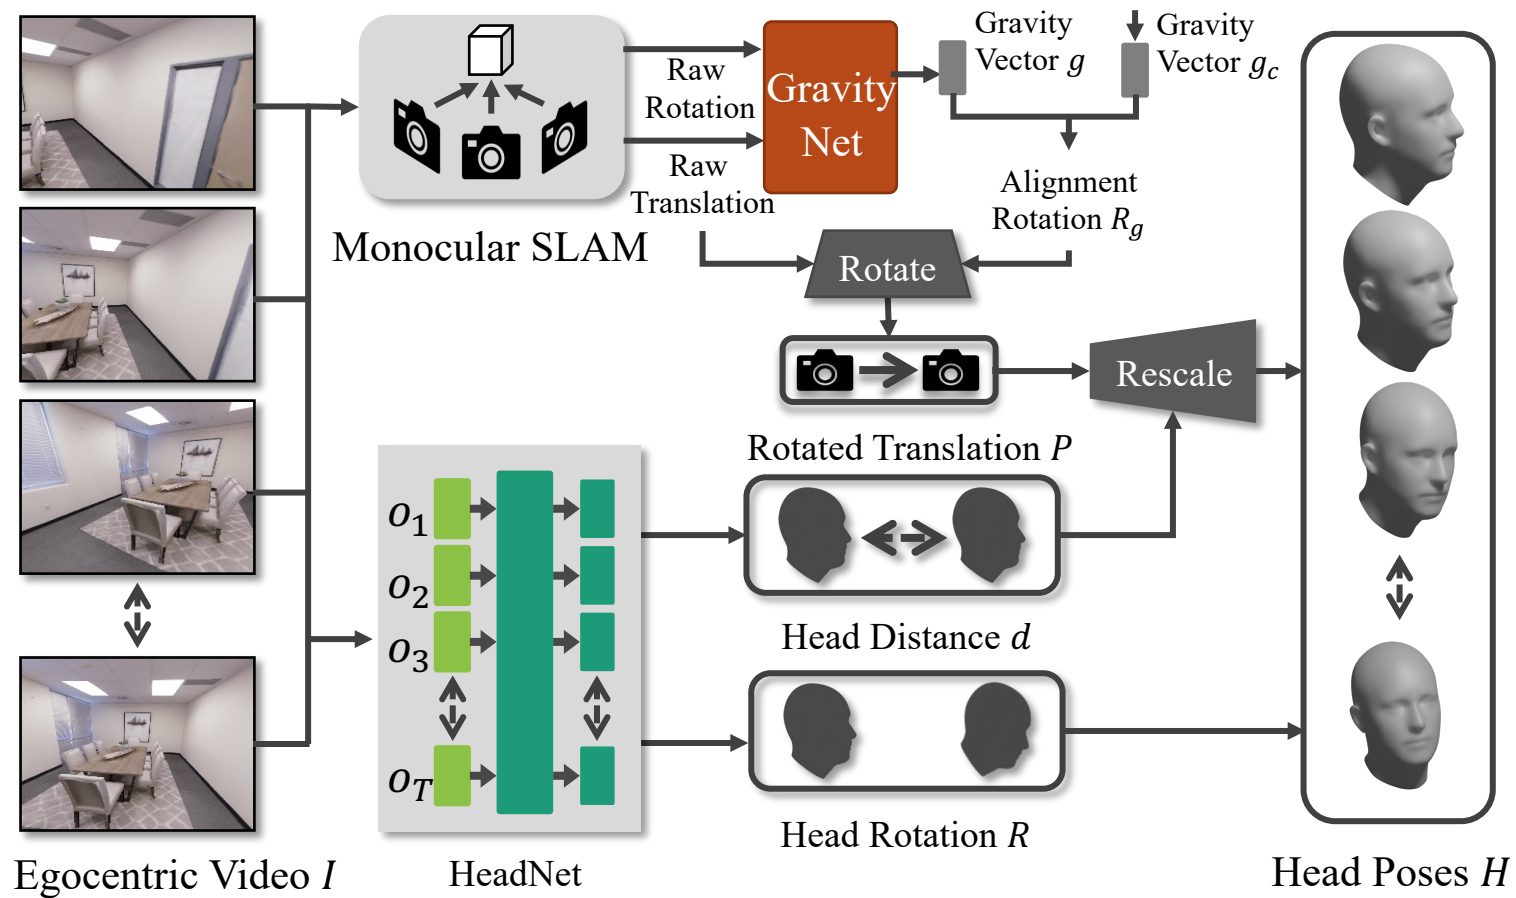 Gravity
Vector g
Gravity
Vector g_c
Raw
Rotation
Gravity
Net
Raw
Translation
Alignment
Rotation R_g
Monocular SLAM
Rotate
Rescale
Rotated Translation P
o_1
o_2
o_3
o_T
Head Distance d
Head Rotation R
Egocentric Video I
HeadNet
Head Poses H